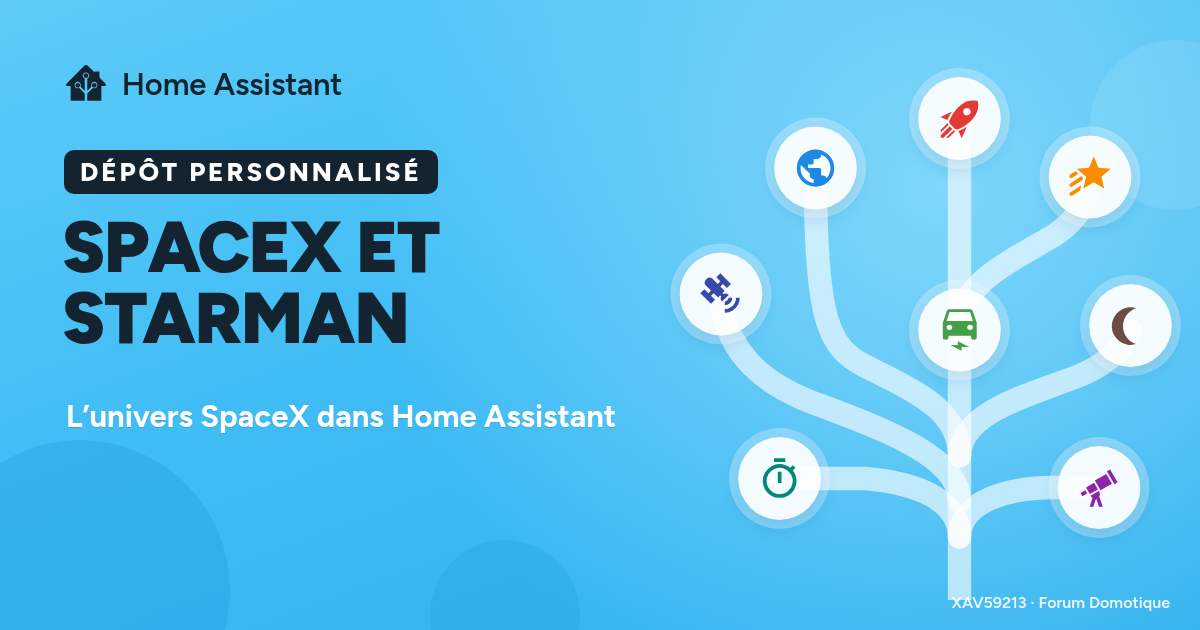 Home Assistant
DÉPÔT PERSONNALISÉ
SPACEX ET
STARMAN
L’univers SpaceX dans Home Assistant
XAV59213 · Forum Domotique